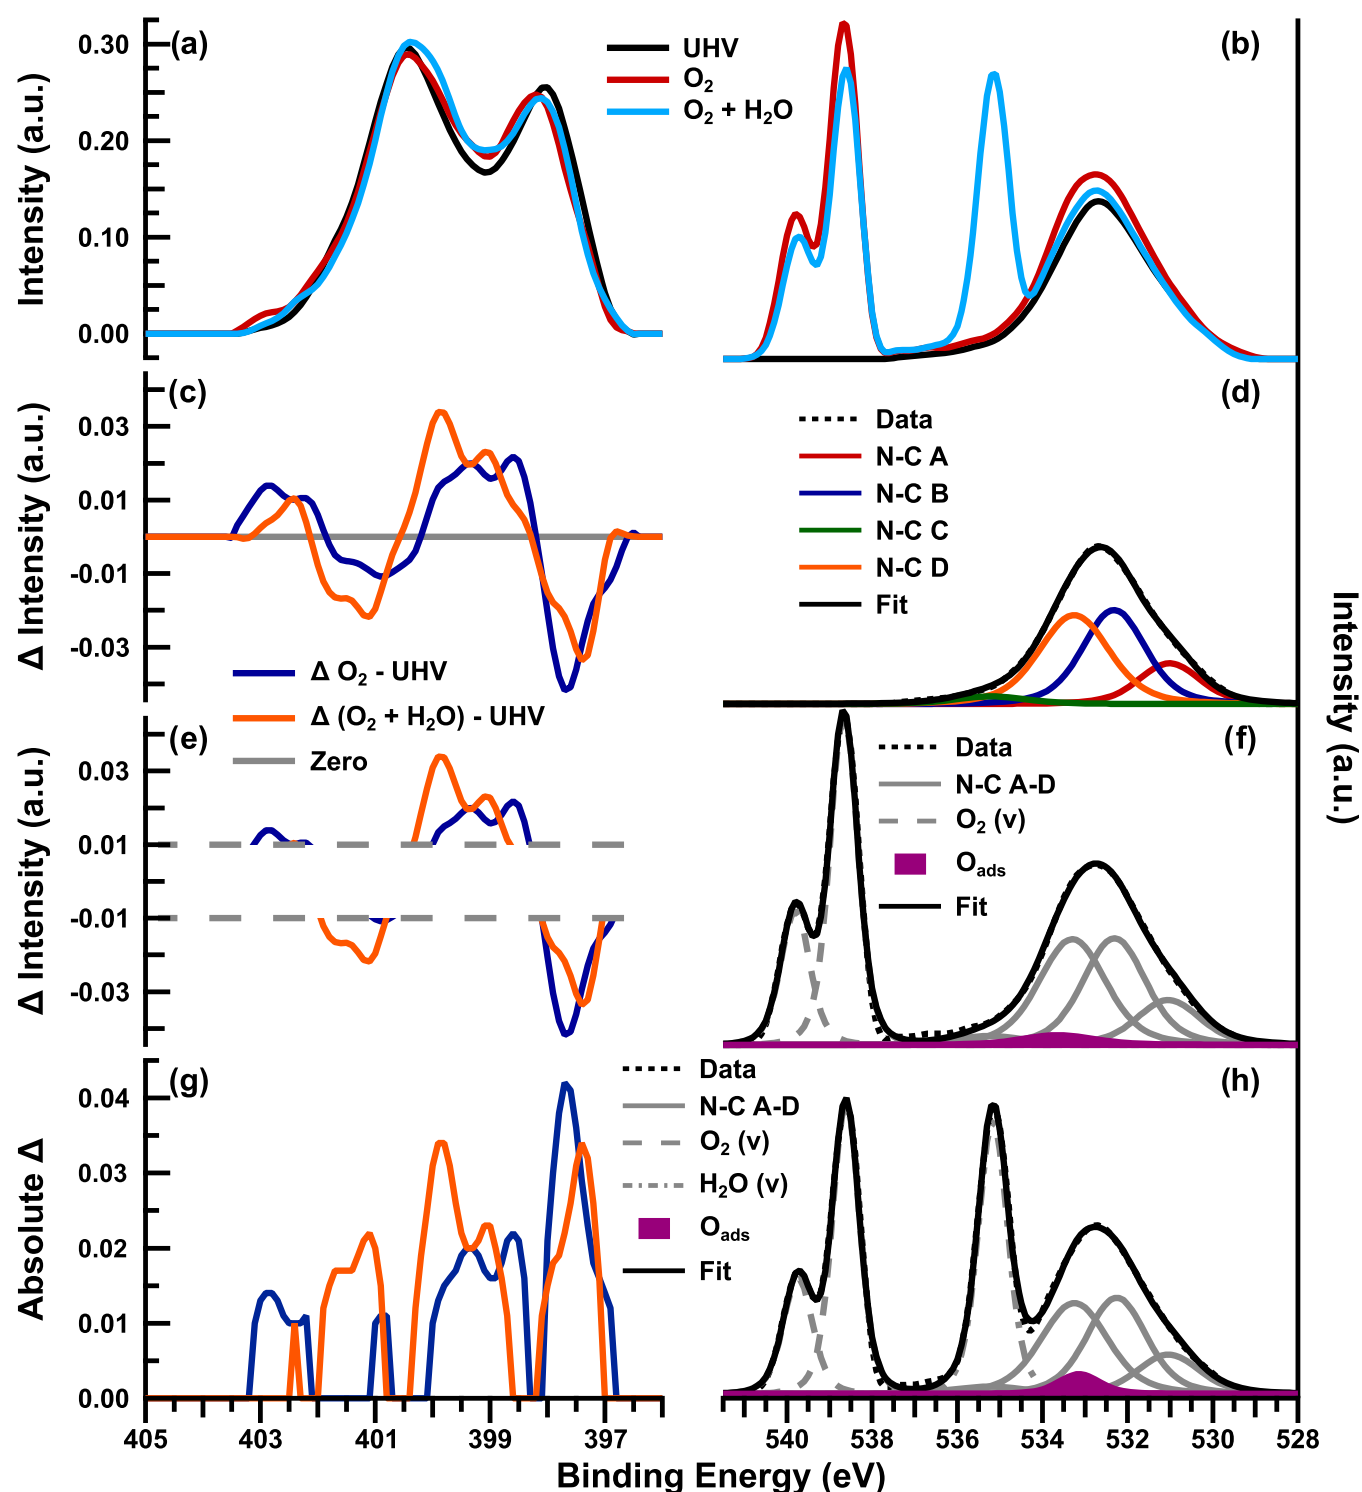 (a)
UHV
O₂
O₂ + H₂O
(b)
0.30
0.20
0.10
0.00
Intensity (a.u.)
(c)
0.03
0.01
-0.01
-0.03
Δ Intensity (a.u.)
Δ O₂ - UHV
Δ (O₂ + H₂O) - UHV
Zero
(d)
Data
N-C A
N-C B
N-C C
N-C D
Fit
Intensity (a.u.)
(e)
0.03
0.01
-0.01
-0.03
Δ Intensity (a.u.)
(f)
Data
N-C A-D
O₂ (v)
Oads
Fit
(g)
0.04
0.03
0.02
0.01
0.00
Absolute Δ
(h)
Data
N-C A-D
O₂ (v)
H₂O (v)
Oads
Fit
405 403 401 399 397
540 538 536 534 532 530 528
Binding Energy (eV)